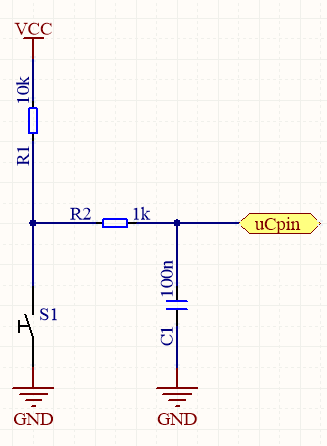 VCC
10k
R1
R2
1k
uCpin
100n
S1
C1
GND
GND